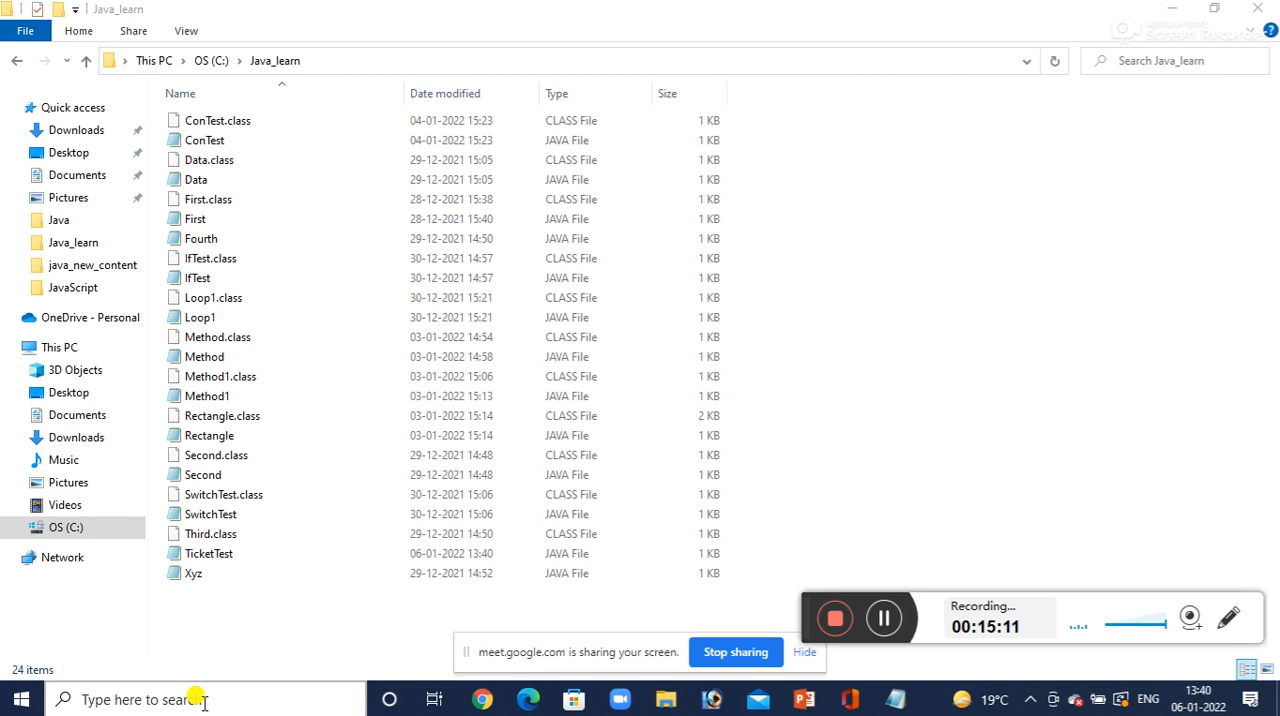 Java_learn
File Home Share View
This PC OS (C:) Java_learn
Search Java_learn
Name Date modified Type Size
Quick access
Downloads
Desktop
Documents
Pictures
Java
Java_learn
java_new_content
JavaScript
OneDrive - Personal
This PC
3D Objects
Desktop
Documents
Downloads
Music
Pictures
Videos
OS (C:)
Network
ConTest.class 04-01-2022 15:23 CLASS File 1 KB
ConTest 04-01-2022 15:23 JAVA File 1 KB
Data.class 29-12-2021 15:05 CLASS File 1 KB
Data 29-12-2021 15:05 JAVA File 1 KB
First.class 28-12-2021 15:38 CLASS File 1 KB
First 28-12-2021 15:40 JAVA File 1 KB
Fourth 29-12-2021 14:50 JAVA File 1 KB
IfTest.class 30-12-2021 14:57 CLASS File 1 KB
IfTest 30-12-2021 14:57 JAVA File 1 KB
Loop1.class 30-12-2021 15:21 CLASS File 1 KB
Loop1 30-12-2021 15:21 JAVA File 1 KB
Method.class 03-01-2022 14:54 CLASS File 1 KB
Method 03-01-2022 14:58 JAVA File 1 KB
Method1.class 03-01-2022 15:06 CLASS File 1 KB
Method1 03-01-2022 15:13 JAVA File 1 KB
Rectangle.class 03-01-2022 15:14 CLASS File 2 KB
Rectangle 03-01-2022 15:14 JAVA File 1 KB
Second.class 29-12-2021 14:48 CLASS File 1 KB
Second 29-12-2021 14:48 JAVA File 1 KB
SwitchTest.class 30-12-2021 15:06 CLASS File 1 KB
SwitchTest 30-12-2021 15:06 JAVA File 1 KB
Third.class 29-12-2021 14:50 CLASS File 1 KB
TicketTest 06-01-2022 13:40 JAVA File 1 KB
Xyz 29-12-2021 14:52 JAVA File 1 KB
Recording...
00:15:11
meet.google.com is sharing your screen. Stop sharing Hide
24 items
Type here to search
19°C ENG
13:40
06-01-2022